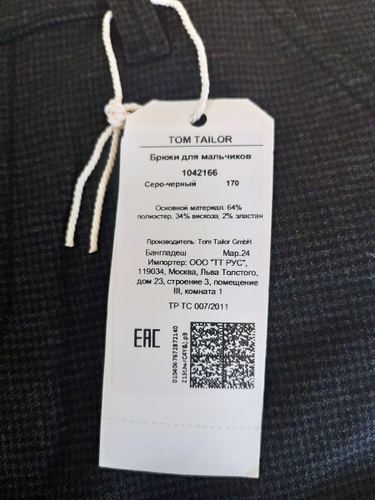 TOM TAILOR
Брюки для мальчиков
1042166
Серо-черный 170
Основной материал: 64%
полиэстер, 34% вискоза, 2% эластан
Производитель: Tom Tailor GmbH
Бангладеш Мар.24
Импортер: ООО "ТТ РУС",
119034, Москва, Льва Толстого,
дом 23, строение 3, помещение
III, комната 1
ТР ТС 007/2011
EAC
0104067672872140